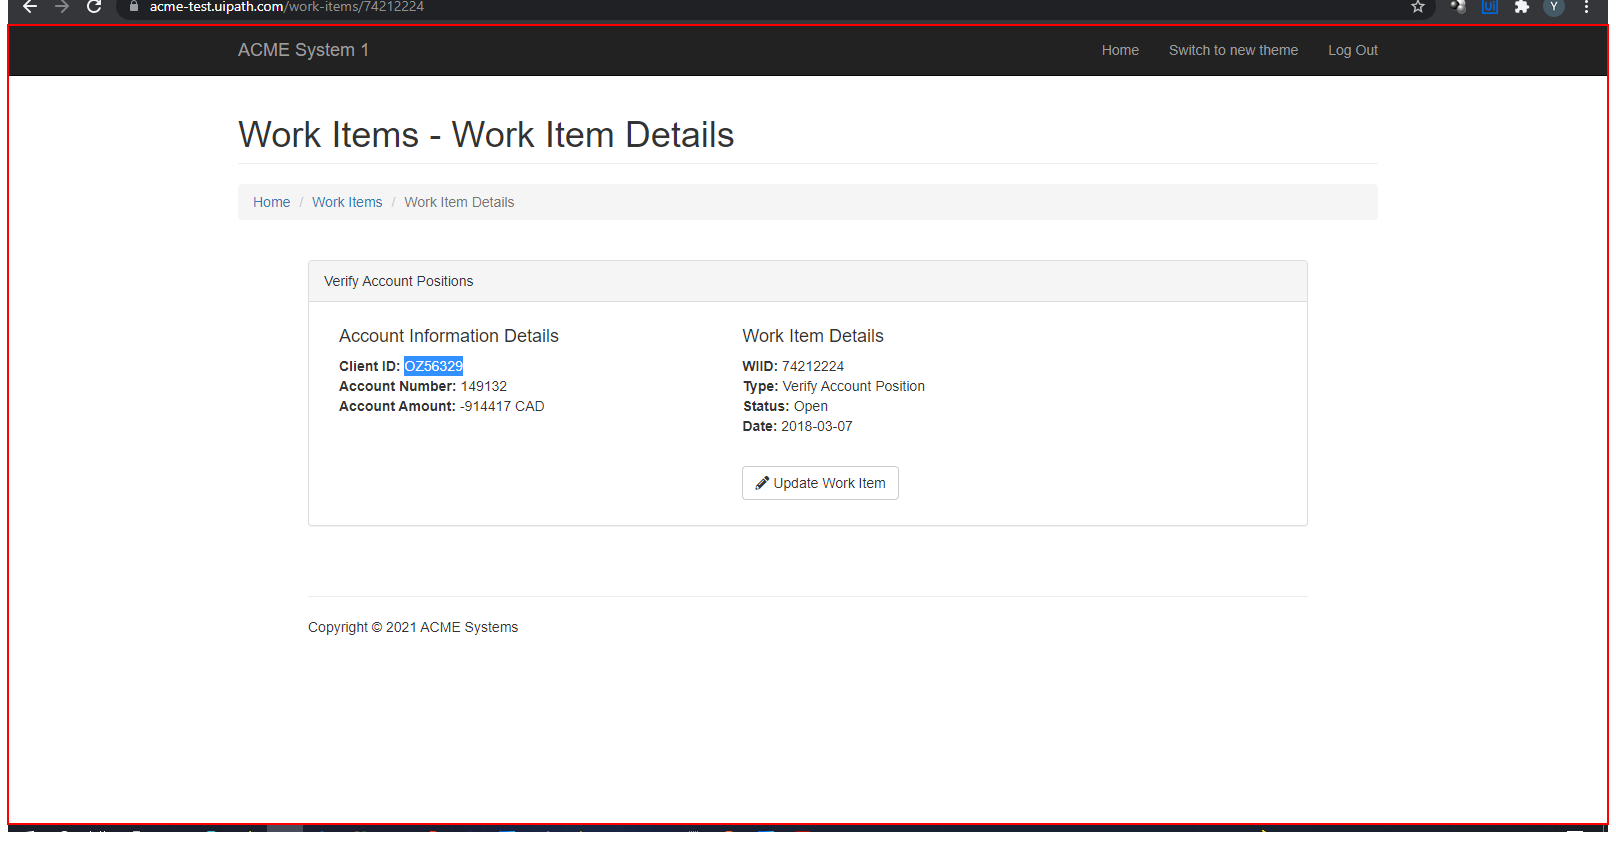 acme-test.uipath.com/work-items/74212224
Y
ACME System 1
Home
Switch to new theme
Log Out
Work Items - Work Item Details
Home / Work Items / Work Item Details
Verify Account Positions
Account Information Details
Client ID: OZ56329
Account Number: 149132
Account Amount: -914417 CAD
Work Item Details
WIID: 74212224
Type: Verify Account Position
Status: Open
Date: 2018-03-07
Update Work Item
Copyright © 2021 ACME Systems